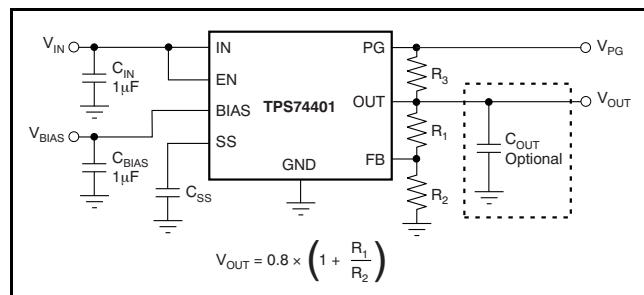 V_IN
C_IN
1μF
V_BIAS
C_BIAS
1μF
C_SS
IN
EN
BIAS
SS
TPS74401
GND
PG
OUT
FB
R_3
R_1
R_2
V_PG
V_OUT
C_OUT
Optional
V_OUT = 0.8 × (1 + R_1/R_2)